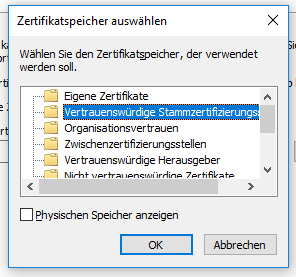 Zertifikatspeicher auswählen
Wählen Sie den Zertifikatspeicher, der verwendet
werden soll.
Eigene Zertifikate
Vertrauenswürdige Stammzertifizierungss
Organisationsvertrauen
Zwischenzertifizierungsstellen
Vertrauenswürdige Herausgeber
Nicht vertrauenswürdige Zertifikate
Physischen Speicher anzeigen
OK
Abbrechen